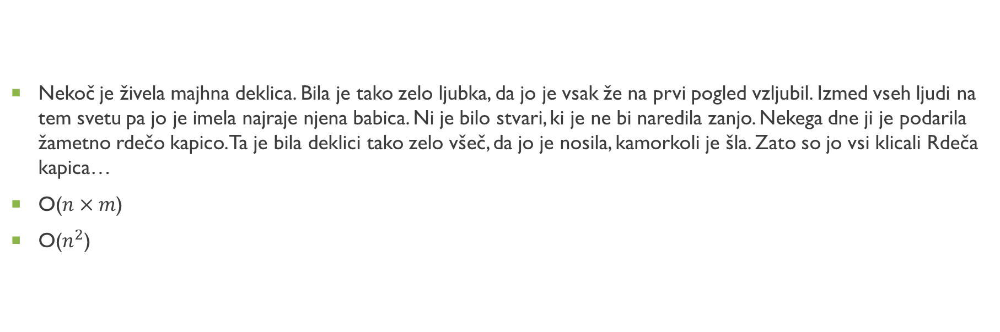 ▪ Nekoč je živela majhna deklica. Bila je tako zelo ljubka, da jo je vsak že na prvi pogled vzljubil. Izmed vseh ljudi na
tem svetu pa jo je imela najraje njena babica. Ni je bilo stvari, ki je ne bi naredila zanjo. Nekega dne ji je podarila
žametno rdečo kapico. Ta je bila deklici tako zelo všeč, da jo je nosila, kamorkoli je šla. Zato so jo vsi klicali Rdeča
kapica…
▪ O(n × m)
▪ O(n²)